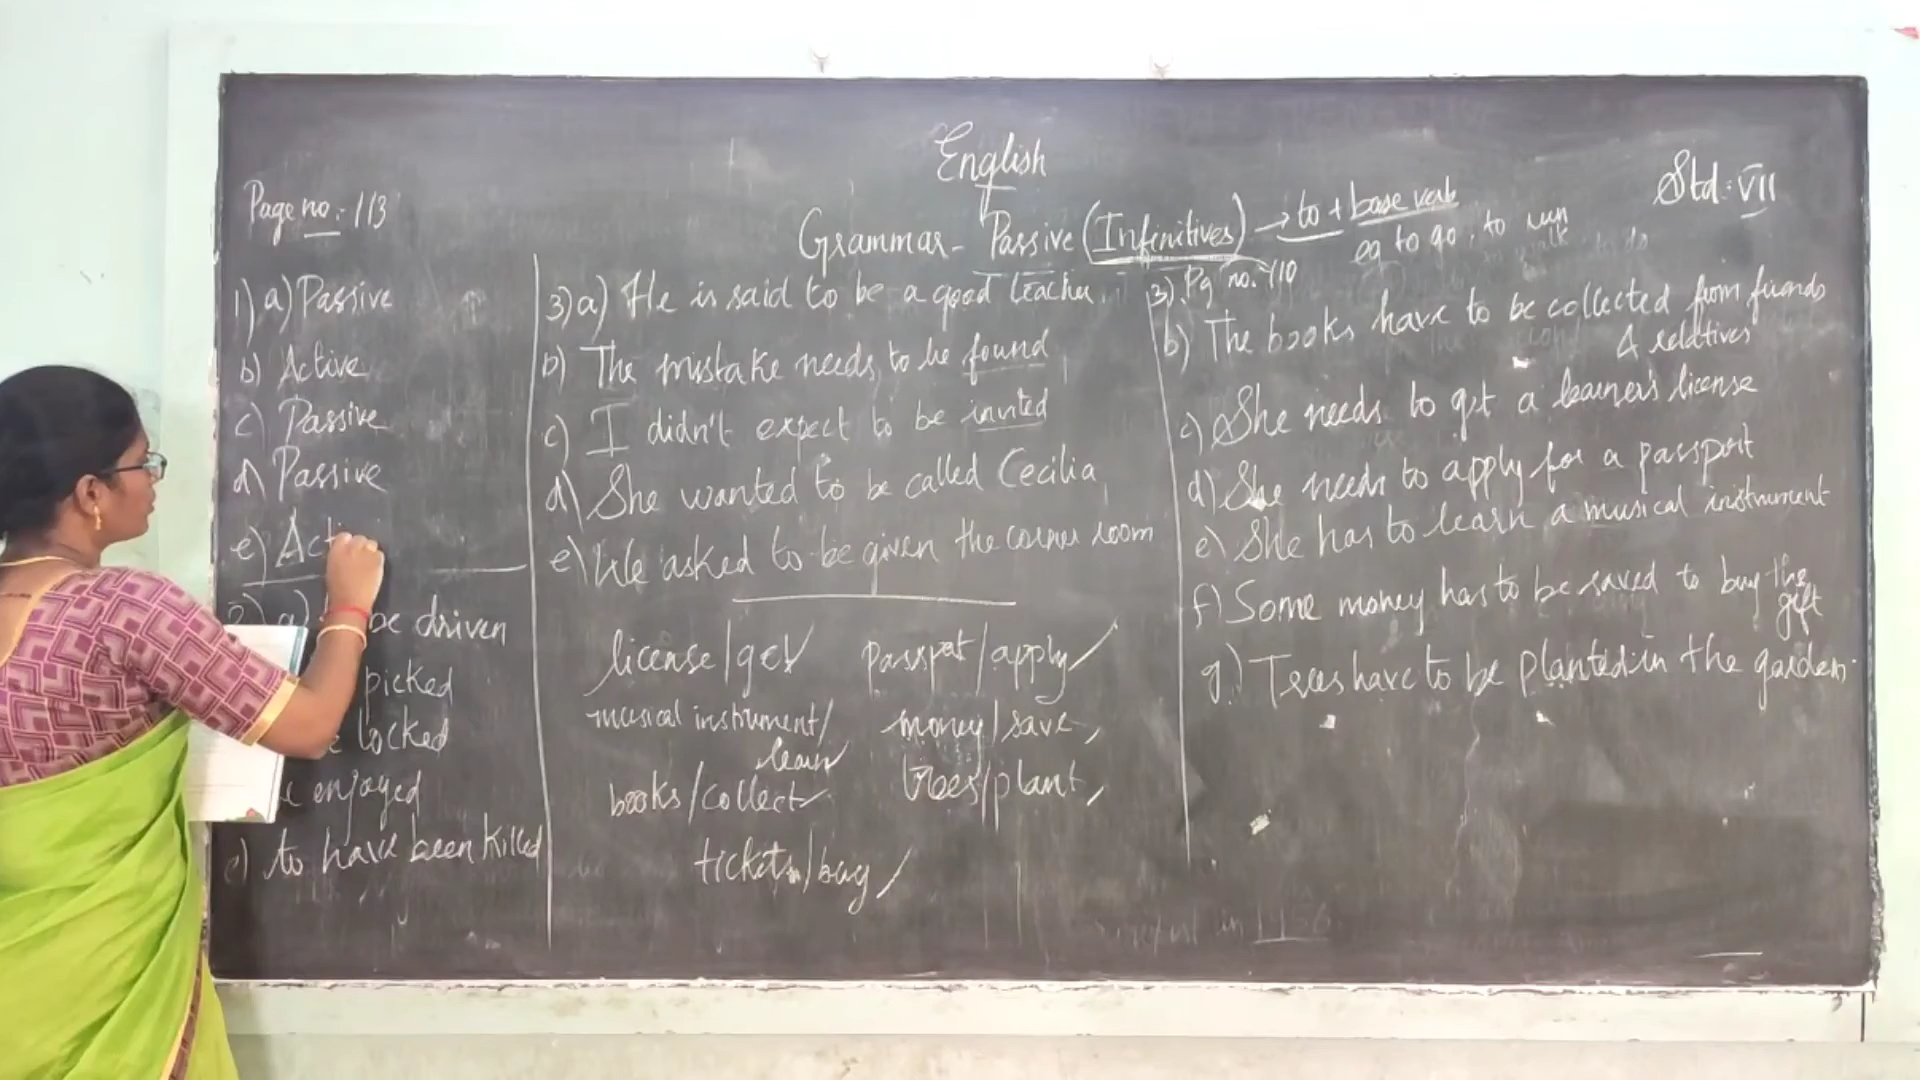 English
Std: VII
Page no:- 113
Grammar - Passive (Infinitives) → to + base verb
eg to go, to run
to walk, to do
1) a) Passive
b) Active
c) Passive
d) Passive
e) Act
2) a) be driven
picked
locked
enjoyed
e) to have been killed
3) a) He is said to be a good teacher
b) The mistake needs to be found
c) I didn't expect to be invited
d) She wanted to be called Cecilia
e) We asked to be given the corner room
license / get
passport / apply
musical instrument /
learn
money / save
books / collect
trees / plant
tickets / buy
3). Pg no. 110
b) The books have to be collected from friends
& relatives
c) She needs to get a learner's license
d) She needs to apply for a passport
e) She has to learn a musical instrument
f) Some money has to be saved to buy the
gift
g.) Trees have to be planted in the garden.